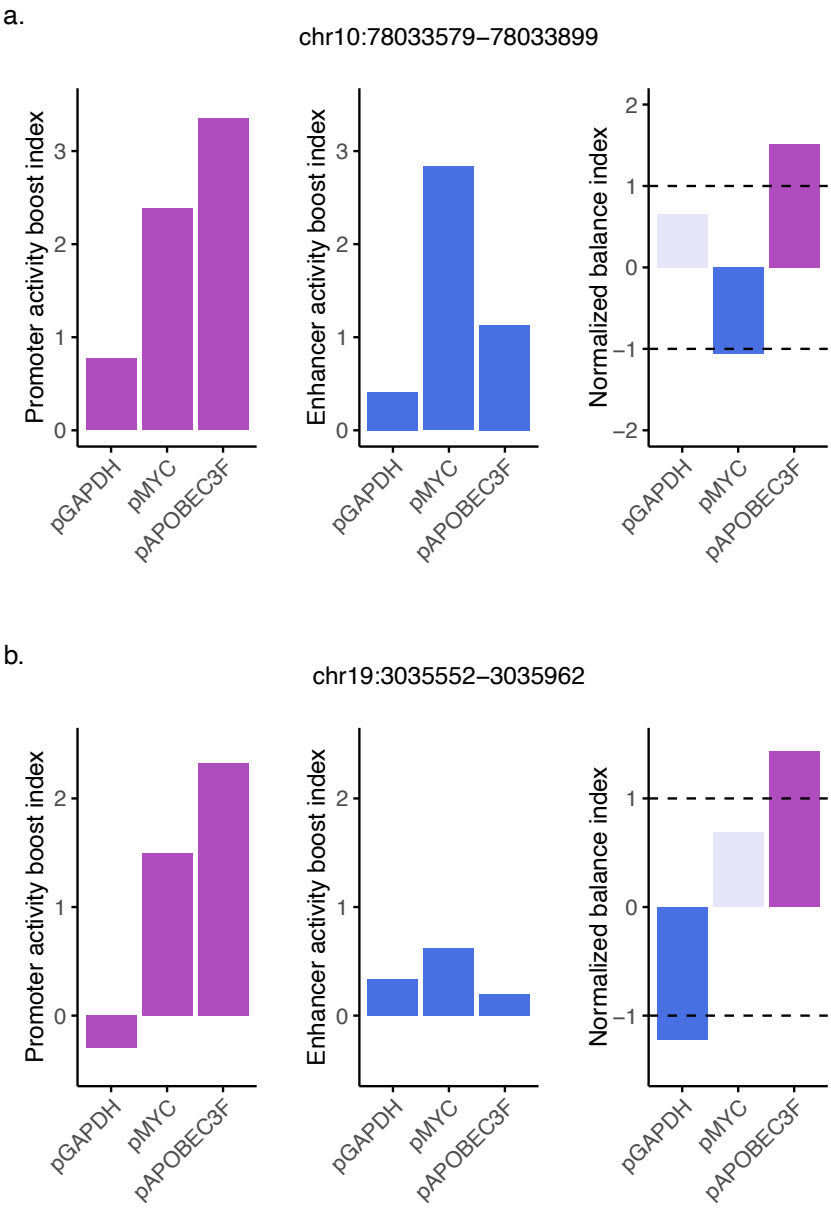 a.
chr10:78033579−78033899
Promoter activity boost index
3
2
1
0
pGAPDH
pMYC
pAPOBEC3F
Enhancer activity boost index
3
2
1
0
pGAPDH
pMYC
pAPOBEC3F
Normalized balance index
2
1
0
−1
−2
pGAPDH
pMYC
pAPOBEC3F
b.
chr19:3035552−3035962
Promoter activity boost index
2
1
0
pGAPDH
pMYC
pAPOBEC3F
Enhancer activity boost index
2
1
0
pGAPDH
pMYC
pAPOBEC3F
Normalized balance index
1
0
−1
pGAPDH
pMYC
pAPOBEC3F